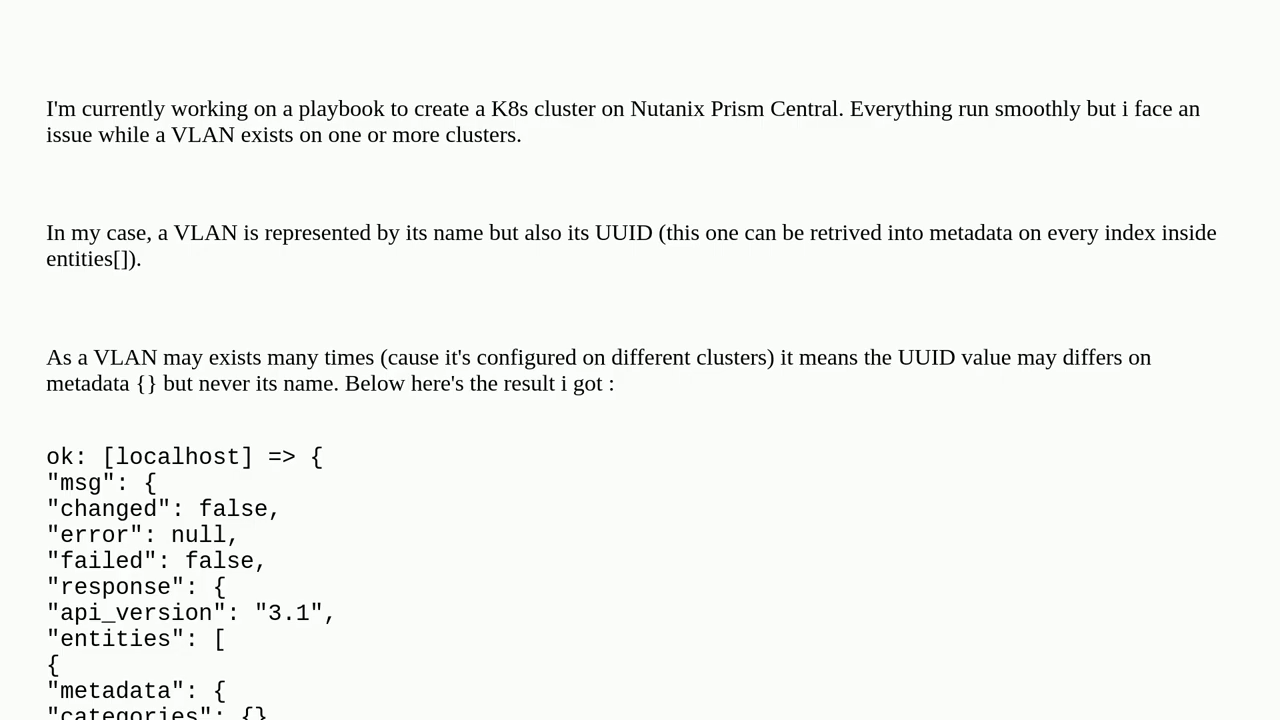 I'm currently working on a playbook to create a K8s cluster on Nutanix Prism Central. Everything run smoothly but i face an
issue while a VLAN exists on one or more clusters.
In my case, a VLAN is represented by its name but also its UUID (this one can be retrived into metadata on every index inside
entities[]).
As a VLAN may exists many times (cause it's configured on different clusters) it means the UUID value may differs on
metadata {} but never its name. Below here's the result i got :
ok: [localhost] => {
"msg": {
"changed": false,
"error": null,
"failed": false,
"response": {
"api_version": "3.1",
"entities": [
{
"metadata": {
"categories": {}